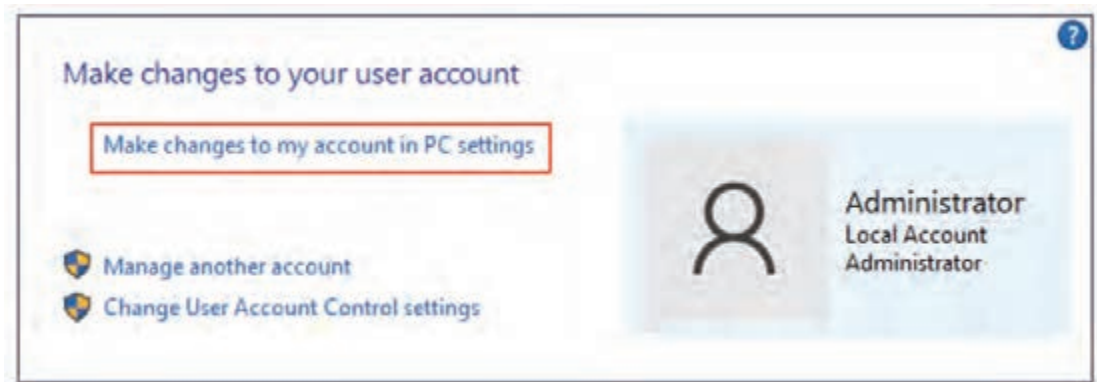 ?
Make changes to your user account
Make changes to my account in PC settings
Administrator
Local Account
Administrator
Manage another account
Change User Account Control settings